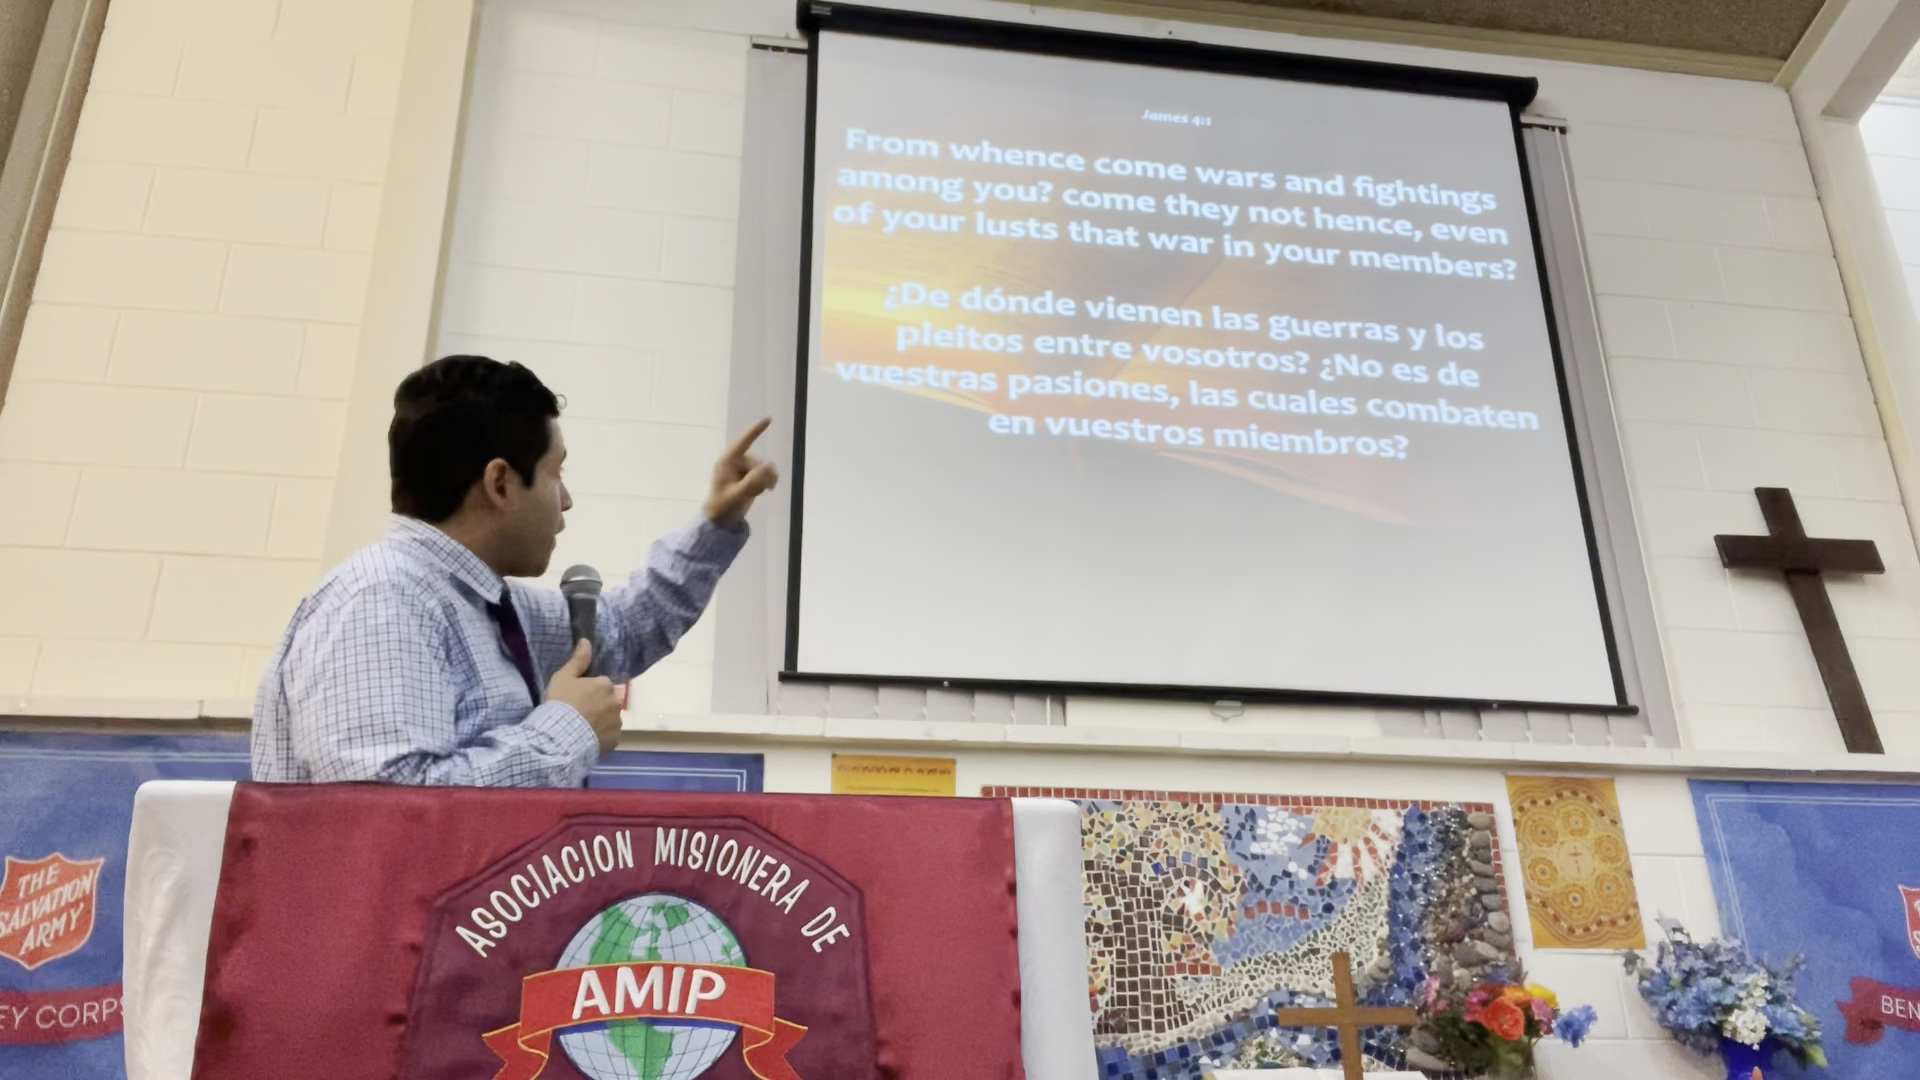 James 4:1
From whence come wars and fightings
among you? come they not hence, even
of your lusts that war in your members?
¿De dónde vienen las guerras y los
pleitos entre vosotros? ¿No es de
vuestras pasiones, las cuales combaten
en vuestros miembros?
THE
SALVATION
ARMY
EY CORPS
ASOCIACION MISIONERA DE
AMIP
BEN